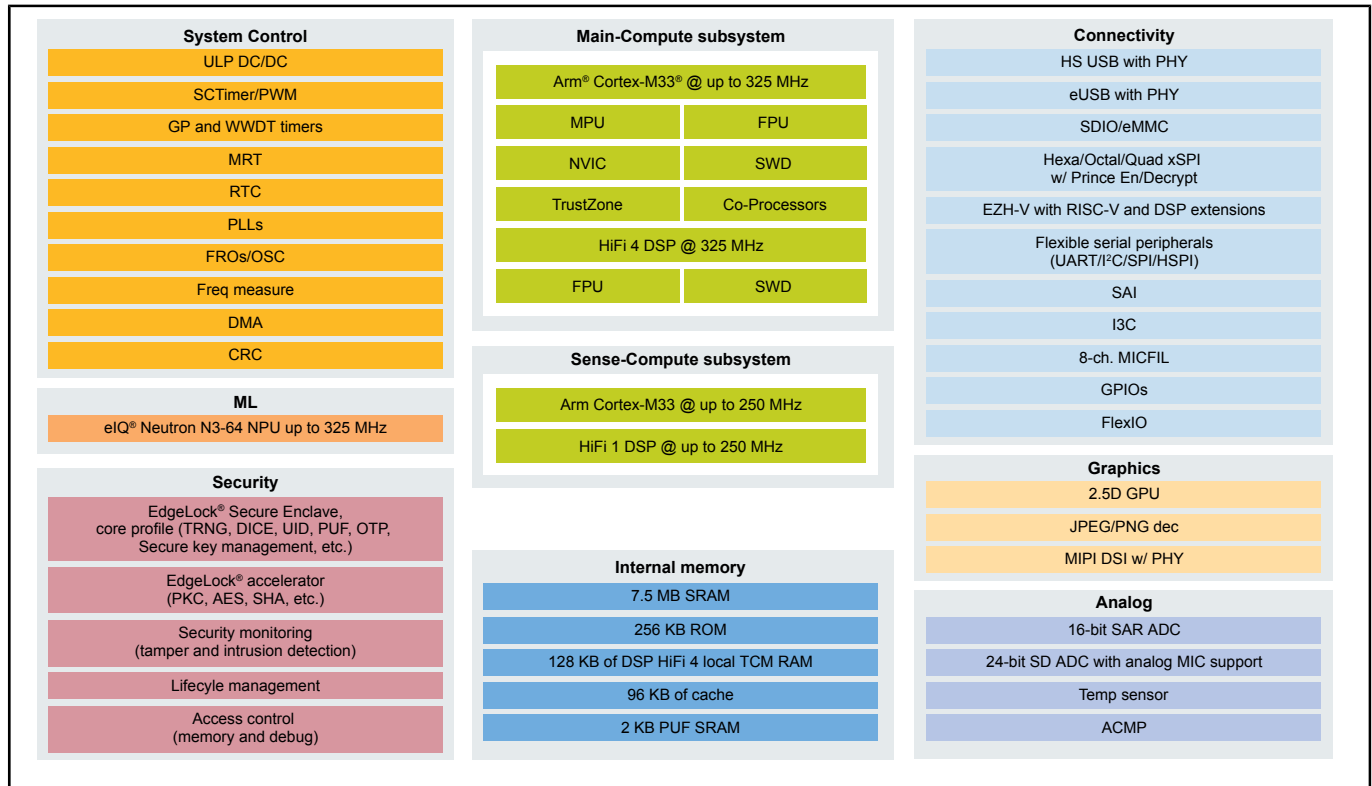 System Control
ULP DC/DC
SCTimer/PWM
GP and WWDT timers
MRT
RTC
PLLs
FROs/OSC
Freq measure
DMA
CRC
ML
eIQ® Neutron N3-64 NPU up to 325 MHz
Security
EdgeLock® Secure Enclave,
core profile (TRNG, DICE, UID, PUF, OTP,
Secure key management, etc.)
EdgeLock® accelerator
(PKC, AES, SHA, etc.)
Security monitoring
(tamper and intrusion detection)
Lifecyle management
Access control
(memory and debug)
Main-Compute subsystem
Arm® Cortex-M33® @ up to 325 MHz
MPU
FPU
NVIC
SWD
TrustZone
Co-Processors
HiFi 4 DSP @ 325 MHz
FPU
SWD
Sense-Compute subsystem
Arm Cortex-M33 @ up to 250 MHz
HiFi 1 DSP @ up to 250 MHz
Internal memory
7.5 MB SRAM
256 KB ROM
128 KB of DSP HiFi 4 local TCM RAM
96 KB of cache
2 KB PUF SRAM
Connectivity
HS USB with PHY
eUSB with PHY
SDIO/eMMC
Hexa/Octal/Quad xSPI
w/ Prince En/Decrypt
EZH-V with RISC-V and DSP extensions
Flexible serial peripherals
(UART/I²C/SPI/HSPI)
SAI
I3C
8-ch. MICFIL
GPIOs
FlexIO
Graphics
2.5D GPU
JPEG/PNG dec
MIPI DSI w/ PHY
Analog
16-bit SAR ADC
24-bit SD ADC with analog MIC support
Temp sensor
ACMP